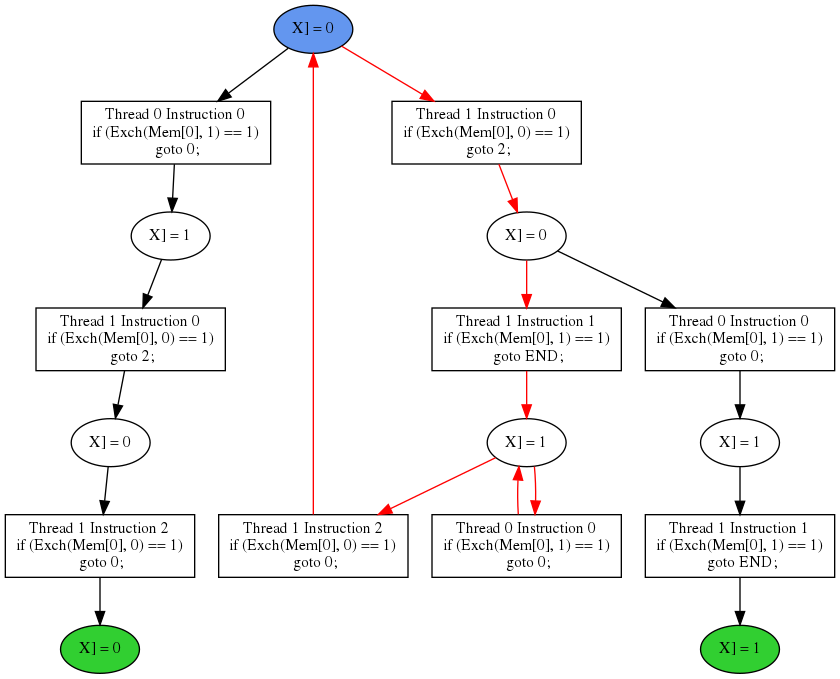 X] = 0
Thread 0 Instruction 0
if (Exch(Mem[0], 1) == 1)
goto 0;
Thread 1 Instruction 0
if (Exch(Mem[0], 0) == 1)
goto 2;
X] = 1
X] = 0
Thread 1 Instruction 0
if (Exch(Mem[0], 0) == 1)
goto 2;
Thread 1 Instruction 1
if (Exch(Mem[0], 1) == 1)
goto END;
Thread 0 Instruction 0
if (Exch(Mem[0], 1) == 1)
goto 0;
X] = 0
X] = 1
X] = 1
Thread 1 Instruction 2
if (Exch(Mem[0], 0) == 1)
goto 0;
Thread 1 Instruction 2
if (Exch(Mem[0], 0) == 1)
goto 0;
Thread 0 Instruction 0
if (Exch(Mem[0], 1) == 1)
goto 0;
Thread 1 Instruction 1
if (Exch(Mem[0], 1) == 1)
goto END;
X] = 0
X] = 1